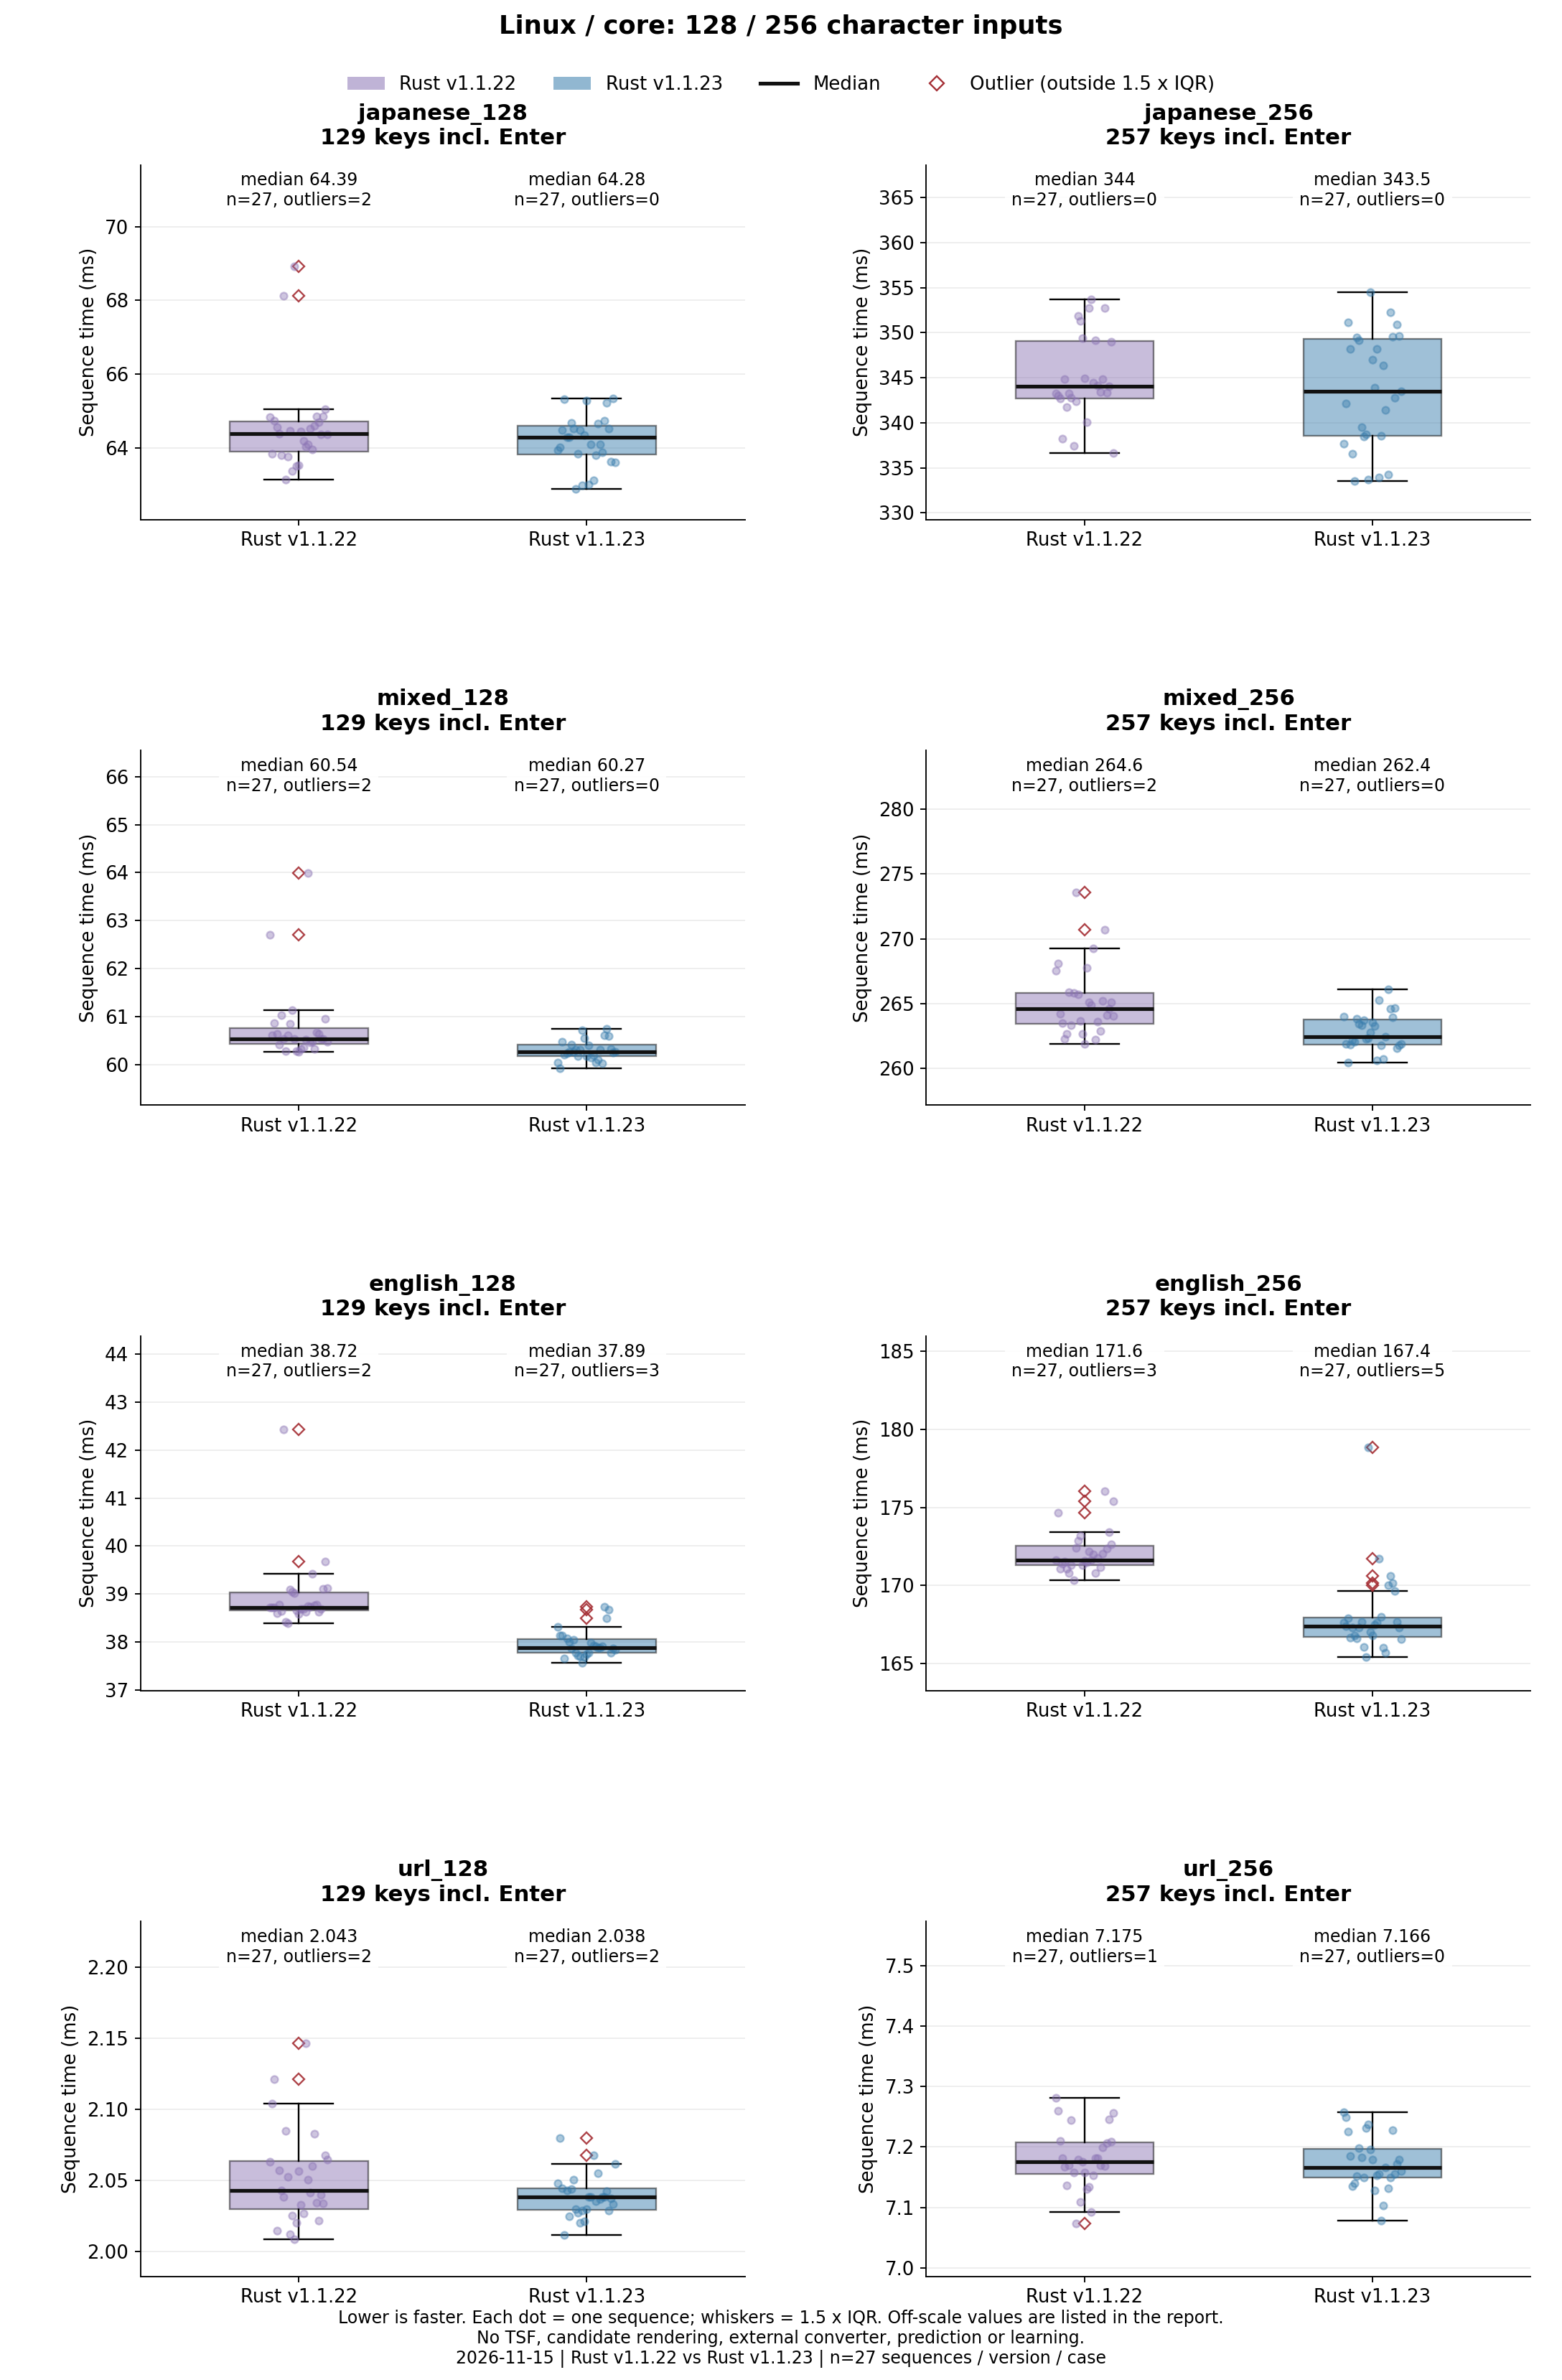 Linux / core: 128 / 256 character inputs
Rust v1.1.22
Rust v1.1.23
Median
Outlier (outside 1.5 x IQR)
japanese_128
129 keys incl. Enter
median 64.39
n=27, outliers=2
median 64.28
n=27, outliers=0
Sequence time (ms)
70
68
66
64
Rust v1.1.22
Rust v1.1.23
japanese_256
257 keys incl. Enter
median 344
n=27, outliers=0
median 343.5
n=27, outliers=0
Sequence time (ms)
365
360
355
350
345
340
335
330
Rust v1.1.22
Rust v1.1.23
mixed_128
129 keys incl. Enter
median 60.54
n=27, outliers=2
median 60.27
n=27, outliers=0
Sequence time (ms)
66
65
64
63
62
61
60
Rust v1.1.22
Rust v1.1.23
mixed_256
257 keys incl. Enter
median 264.6
n=27, outliers=2
median 262.4
n=27, outliers=0
Sequence time (ms)
280
275
270
265
260
Rust v1.1.22
Rust v1.1.23
english_128
129 keys incl. Enter
median 38.72
n=27, outliers=2
median 37.89
n=27, outliers=3
Sequence time (ms)
44
43
42
41
40
39
38
37
Rust v1.1.22
Rust v1.1.23
english_256
257 keys incl. Enter
median 171.6
n=27, outliers=3
median 167.4
n=27, outliers=5
Sequence time (ms)
185
180
175
170
165
Rust v1.1.22
Rust v1.1.23
url_128
129 keys incl. Enter
median 2.043
n=27, outliers=2
median 2.038
n=27, outliers=2
Sequence time (ms)
2.20
2.15
2.10
2.05
2.00
Rust v1.1.22
Rust v1.1.23
url_256
257 keys incl. Enter
median 7.175
n=27, outliers=1
median 7.166
n=27, outliers=0
Sequence time (ms)
7.5
7.4
7.3
7.2
7.1
7.0
Rust v1.1.22
Rust v1.1.23
Lower is faster. Each dot = one sequence; whiskers = 1.5 x IQR. Off-scale values are listed in the report.
No TSF, candidate rendering, external converter, prediction or learning.
2026-11-15 | Rust v1.1.22 vs Rust v1.1.23 | n=27 sequences / version / case